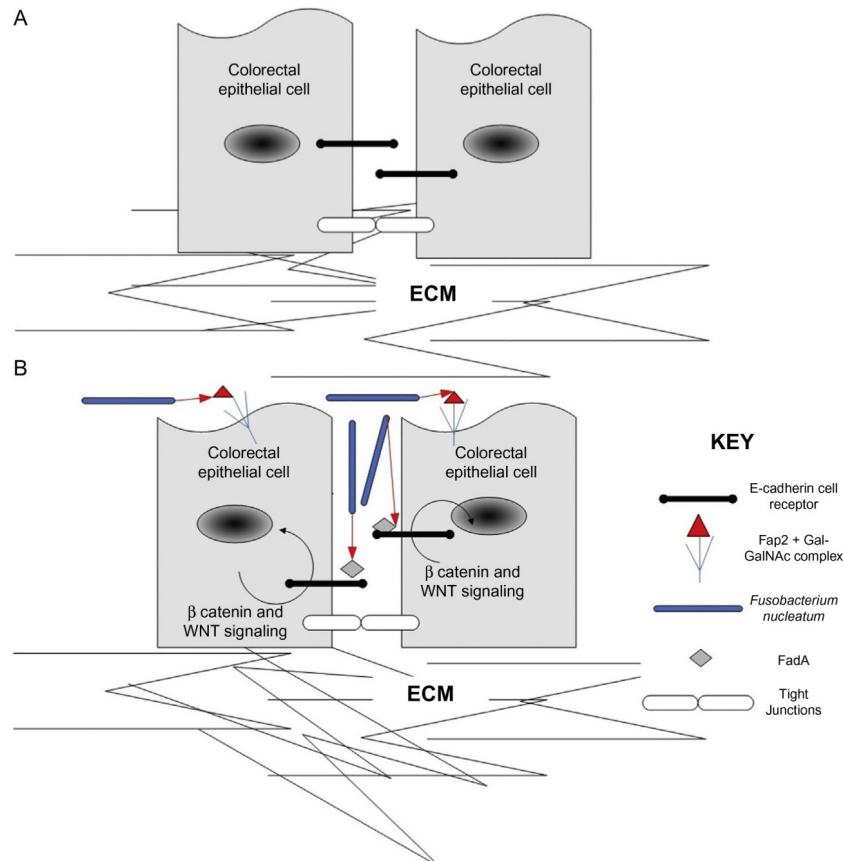 A
Colorectal
epithelial cell
Colorectal
epithelial cell
ECM
B
Colorectal
epithelial cell
Colorectal
epithelial cell
β catenin and
WNT signaling
β catenin and
WNT signaling
ECM
KEY
E-cadherin cell
receptor
Fap2 + Gal-
GalNAc complex
Fusobacterium
nucleatum
FadA
Tight
Junctions